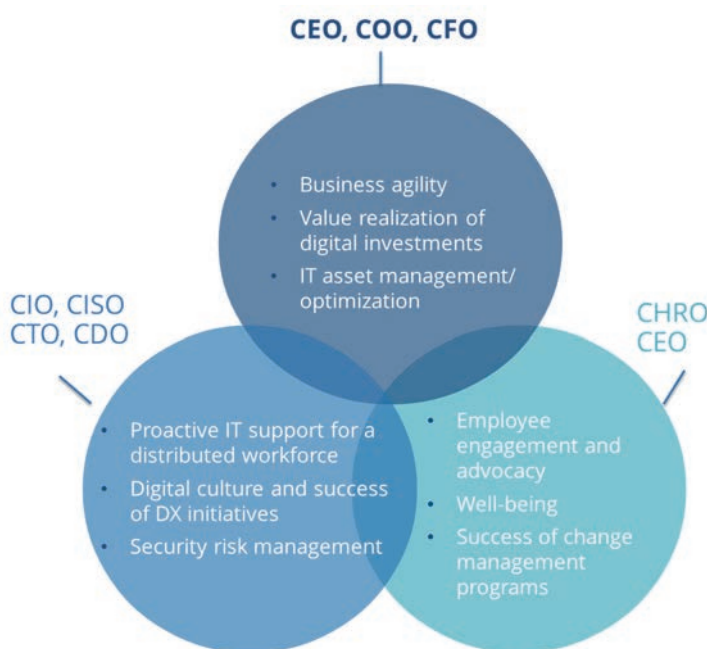 CEO, COO, CFO
• Business agility
• Value realization of
digital investments
• IT asset management/
optimization
CIO, CISO
CTO, CDO
• Proactive IT support for a
distributed workforce
• Digital culture and success
of DX initiatives
• Security risk management
CHRO
CEO
• Employee
engagement and
advocacy
• Well-being
• Success of change
management
programs